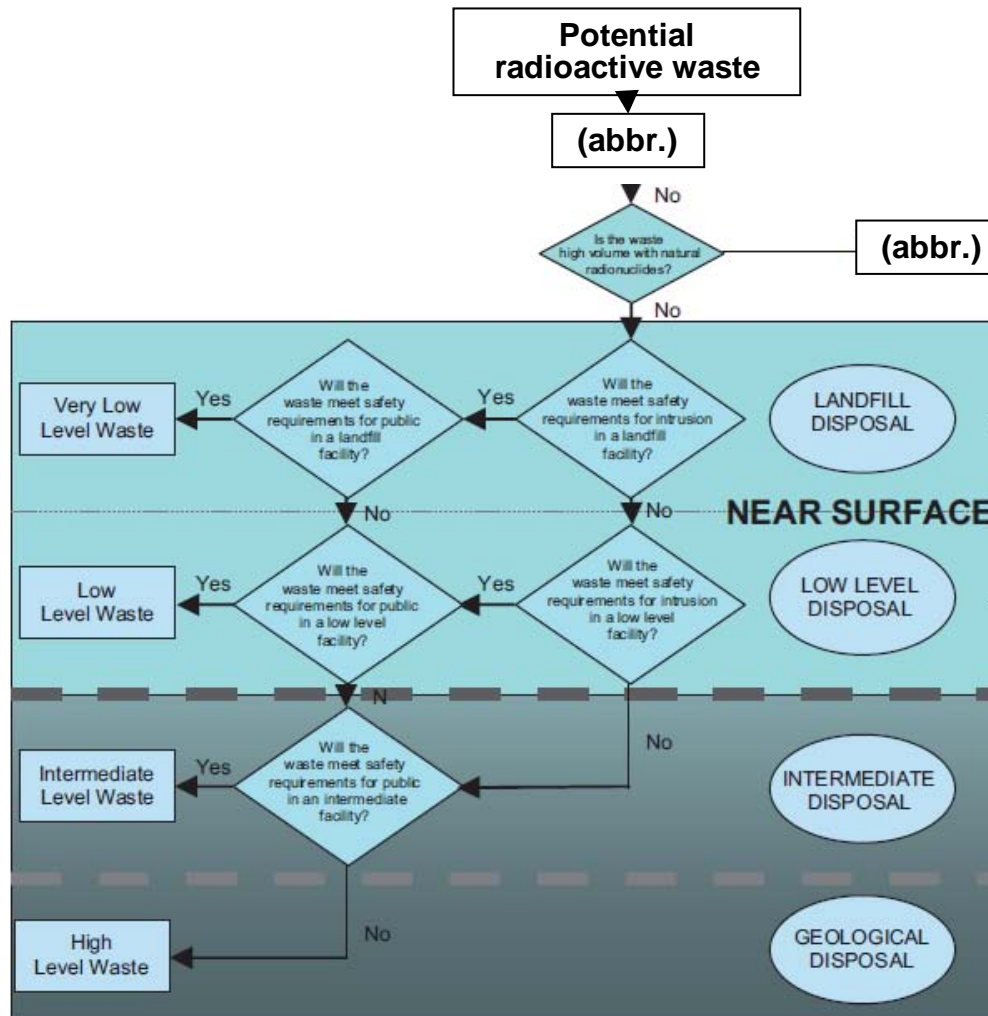 Potential
radioactive waste
(abbr.)
No
Is the waste
high volume with natural
radionuclides?
(abbr.)
No
Very Low
Level Waste
Yes
Will the
waste meet safety
requirements for public
in a landfill
facility?
Yes
Will the
waste meet safety
requirements for intrusion
in a landfill
facility?
LANDFILL
DISPOSAL
No
No
NEAR SURFACE
Low
Level Waste
Yes
Will the
waste meet safety
requirements for public
in a low level
facility?
Yes
Will the
waste meet safety
requirements for intrusion
in a low level
facility?
LOW LEVEL
DISPOSAL
N
No
Intermediate
Level Waste
Yes
Will the
waste meet safety
requirements for public
in an intermediate
facility?
INTERMEDIATE
DISPOSAL
No
High
Level Waste
GEOLOGICAL
DISPOSAL